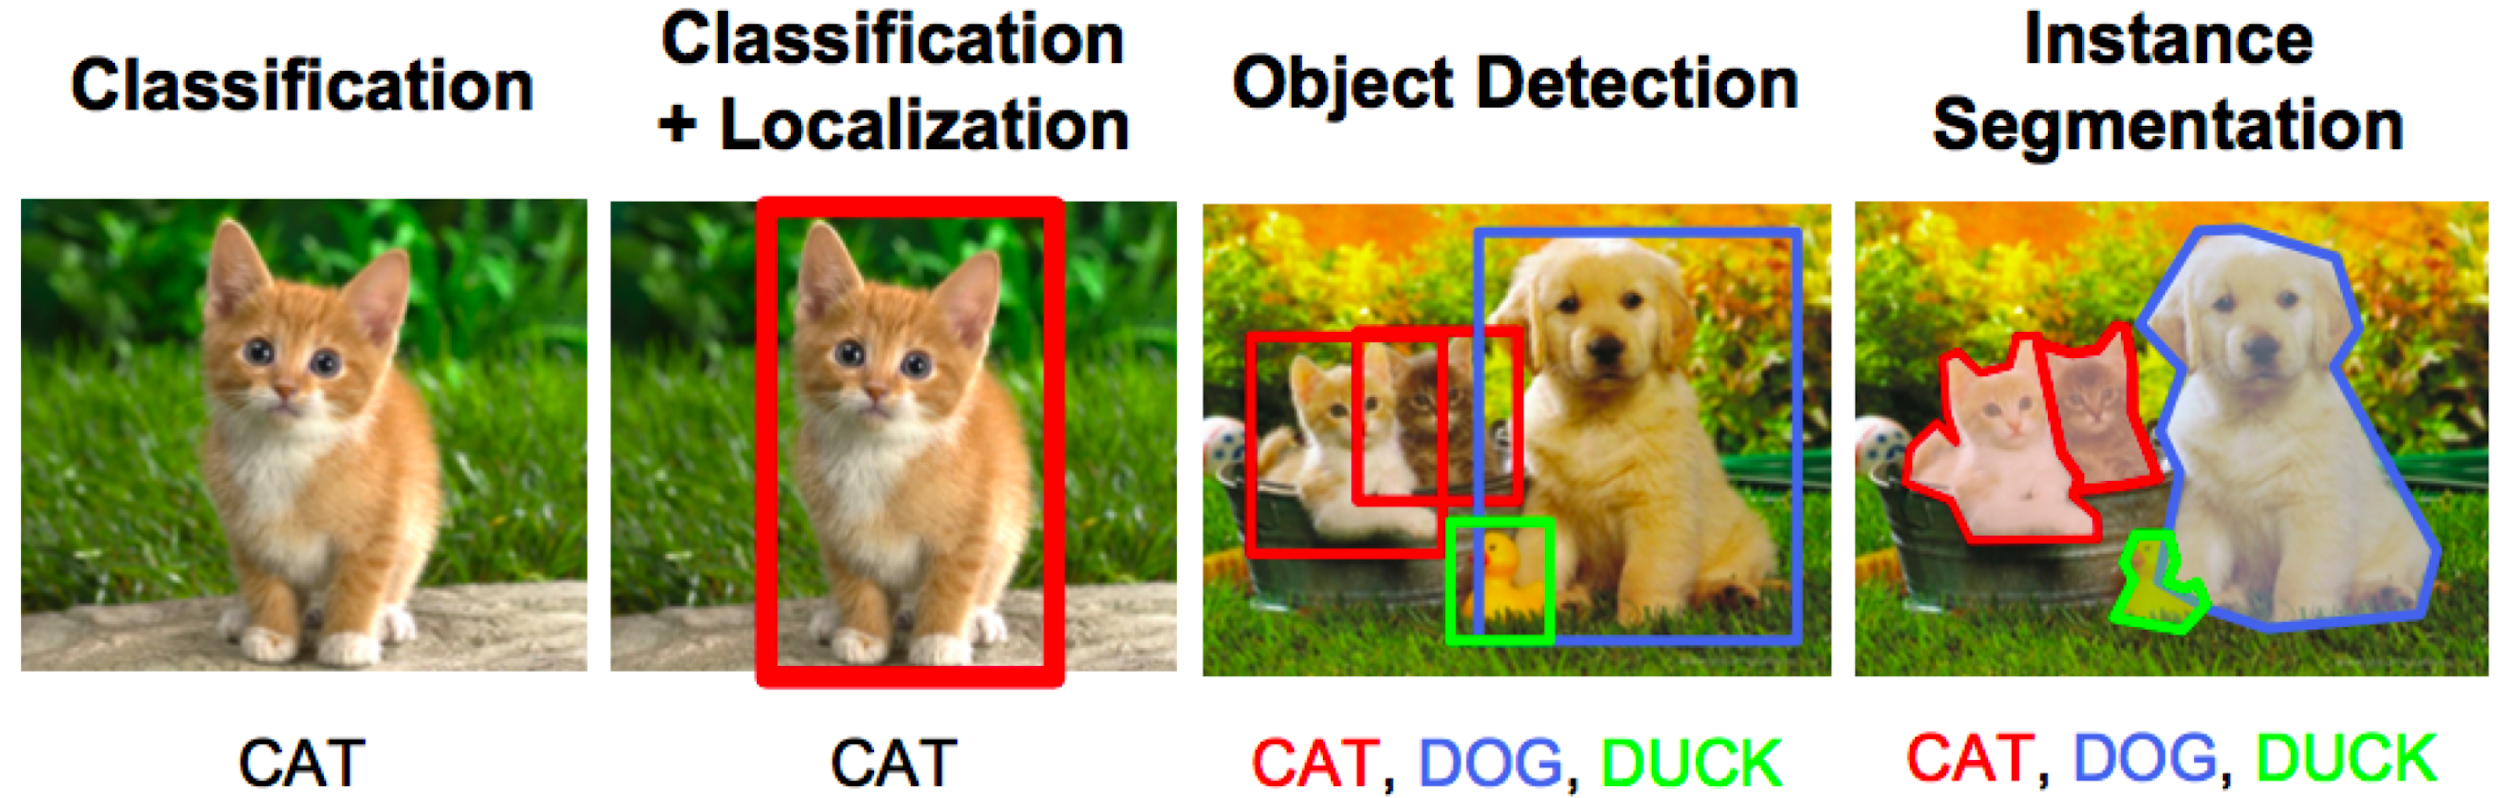 Classification
Classification
+ Localization
Object Detection
Instance
Segmentation
CAT
CAT
CAT, DOG, DUCK
CAT, DOG, DUCK